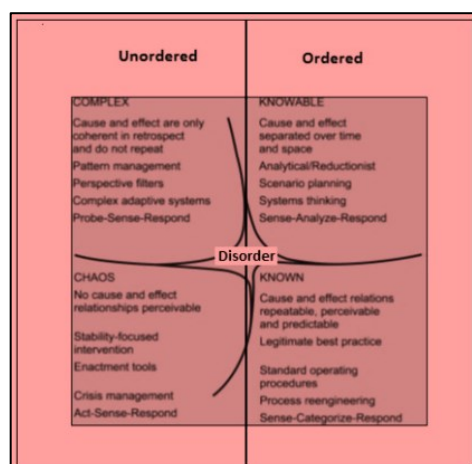 Unordered
Ordered
COMPLEX
Cause and effect are only
coherent in retrospect
and do not repeat
Pattern management
Perspective filters
Complex adaptive systems
Probe-Sense-Respond
KNOWABLE
Cause and effect
separated over time
and space
Analytical/Reductionist
Scenario planning
Systems thinking
Sense-Analyze-Respond
Disorder
CHAOS
No cause and effect
relationships perceivable
Stability-focused
intervention
Enactment tools
Crisis management
Act-Sense-Respond
KNOWN
Cause and effect relations
repeatable, perceivable
and predictable
Legitimate best practice
Standard operating
procedures
Process reengineering
Sense-Categorize-Respond